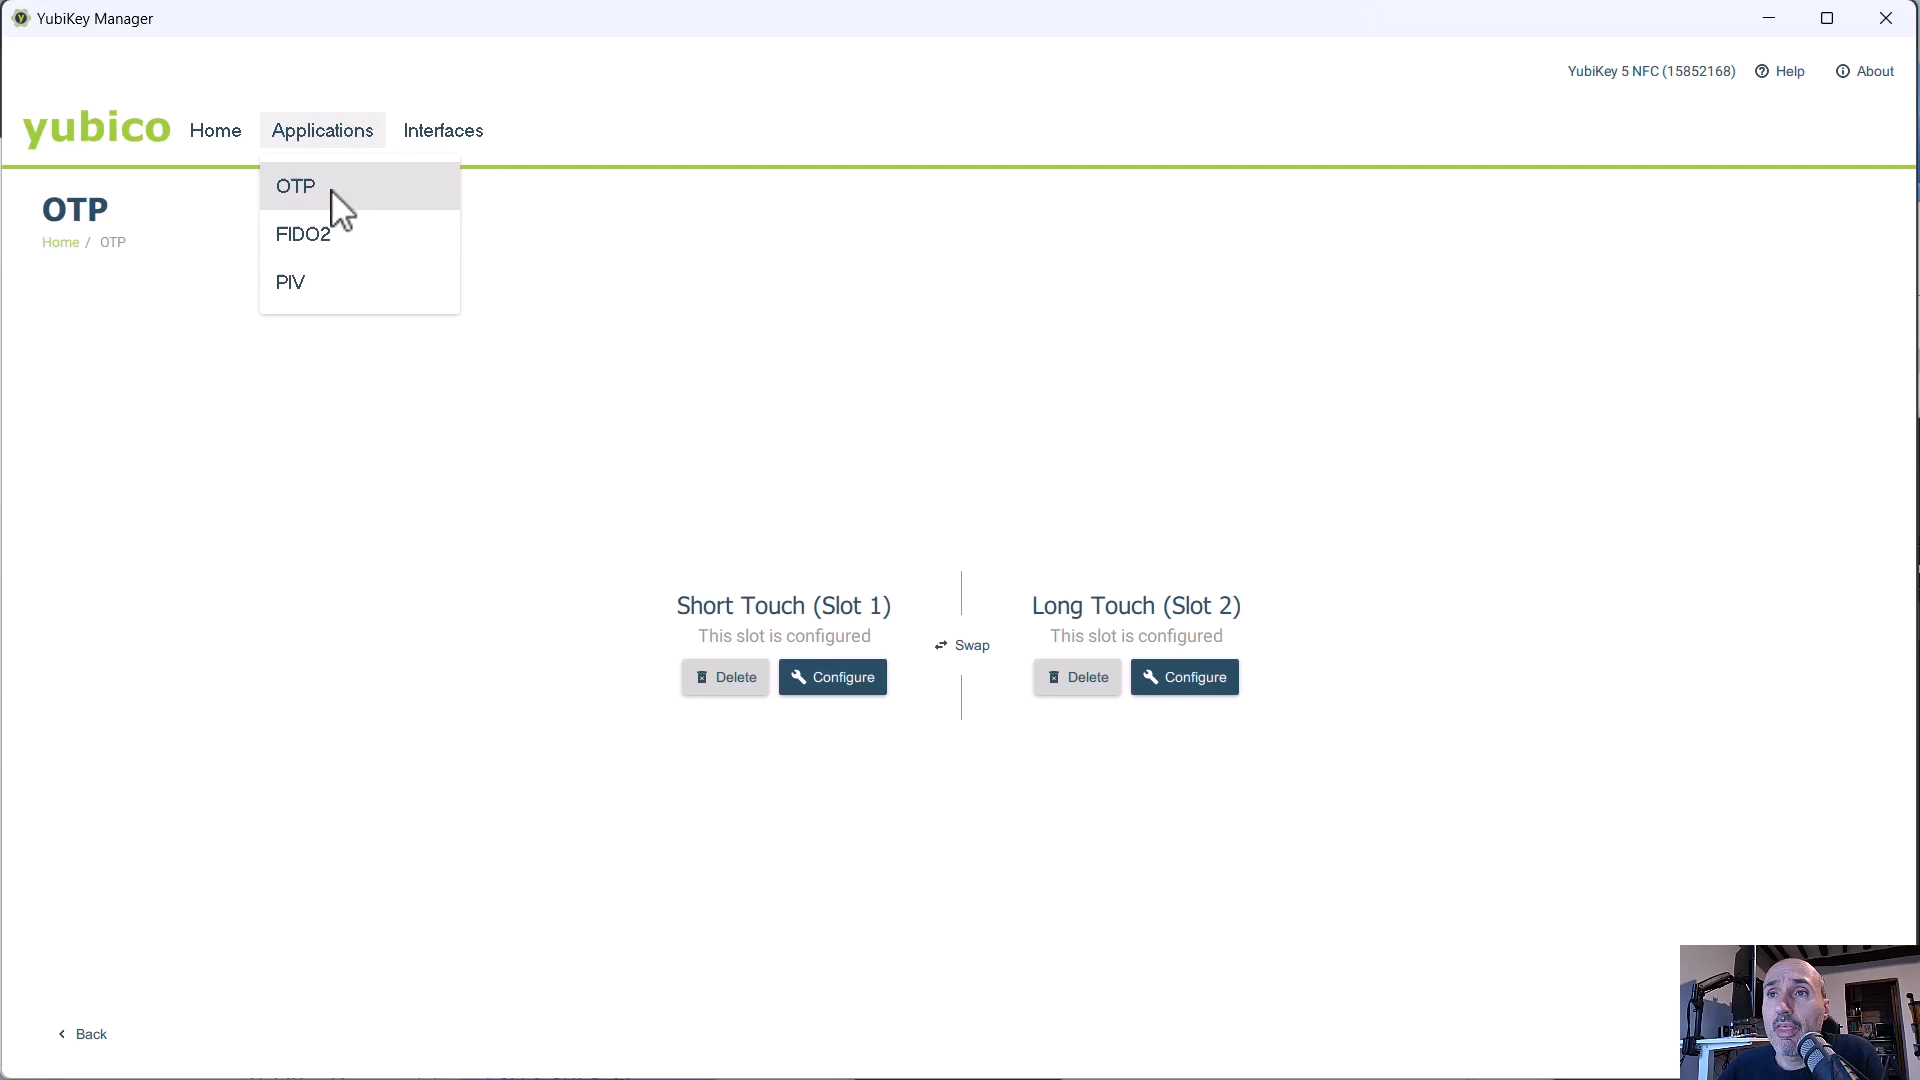 YubiKey Manager
YubiKey 5 NFC (15852168) Help About
yubico Home Applications Interfaces
OTP
FIDO2
PIV
OTP
Home / OTP
Short Touch (Slot 1)
This slot is configured
Delete Configure
Swap
Long Touch (Slot 2)
This slot is configured
Delete Configure
Back